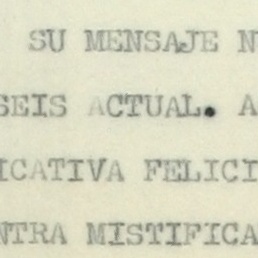 SU MENSAJE N
SEIS ACTUAL. A
ICATIVA FELICI
NTRA MISTIFICA